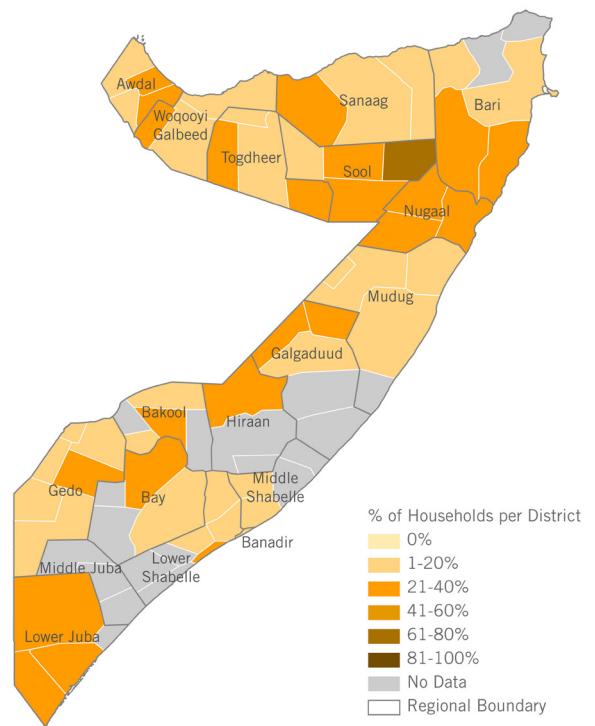 Awdal
Woqooyi
Galbeed
Togdheer
Sanaag
Bari
Sool
Nugaal
Mudug
Galgaduud
Hiraan
Bakool
Gedo
Bay
Middle
Shabelle
Banadir
Lower
Shabelle
Middle Juba
Lower Juba
% of Households per District
0%
1-20%
21-40%
41-60%
61-80%
81-100%
No Data
Regional Boundary